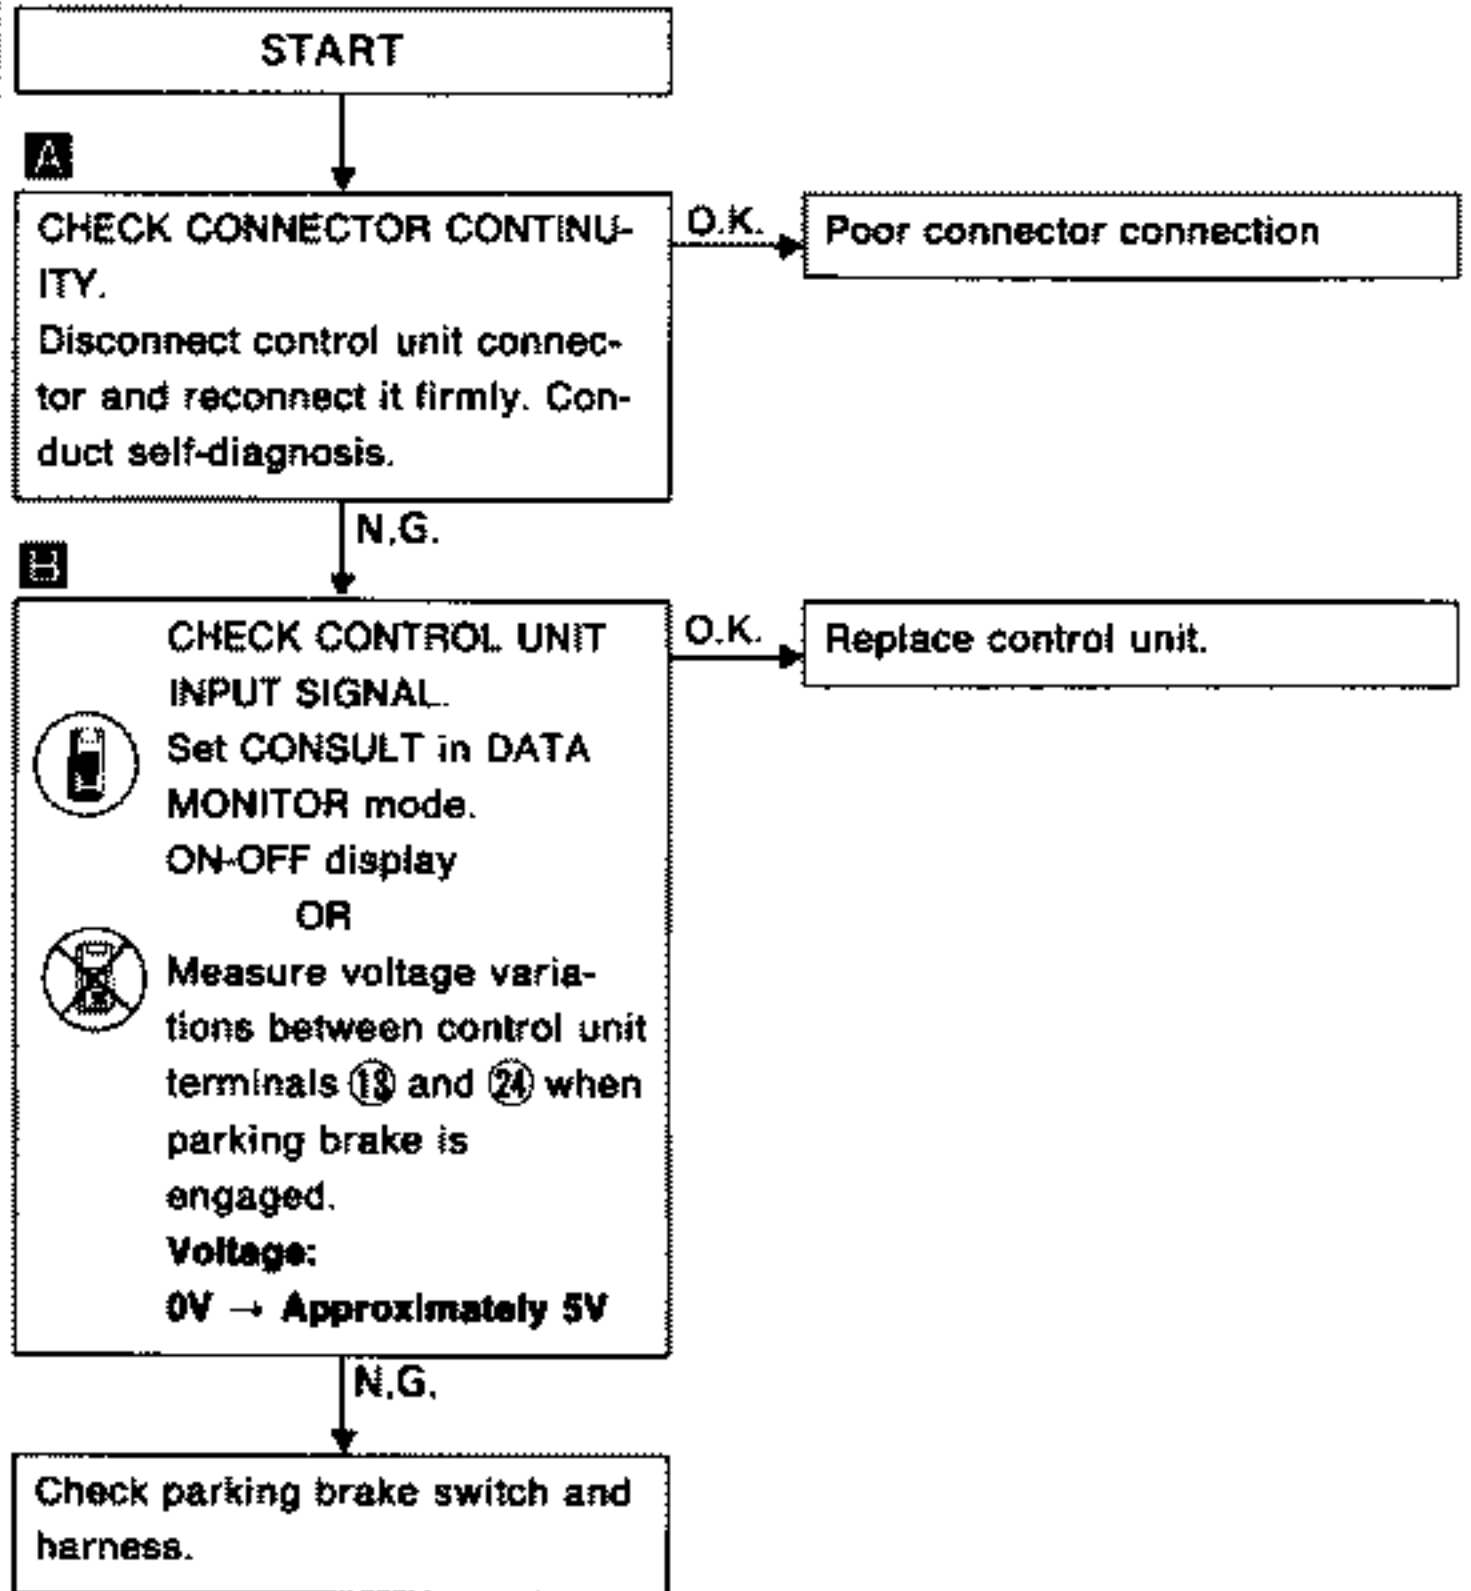 START
A
CHECK CONNECTOR CONTINU-
ITY.
Disconnect control unit connec-
tor and reconnect it firmly. Con-
duct self-diagnosis.
O.K.
Poor connector connection
N.G.
B
CHECK CONTROL UNIT
INPUT SIGNAL.
Set CONSULT in DATA
MONITOR mode.
ON-OFF display
OR
Measure voltage varia-
tions between control unit
terminals and 24 when
parking brake is
engaged.
Voltage:
0V → Approximately 5V
O.K.
Replace control unit.
N.G.
Check parking brake switch and
harness.